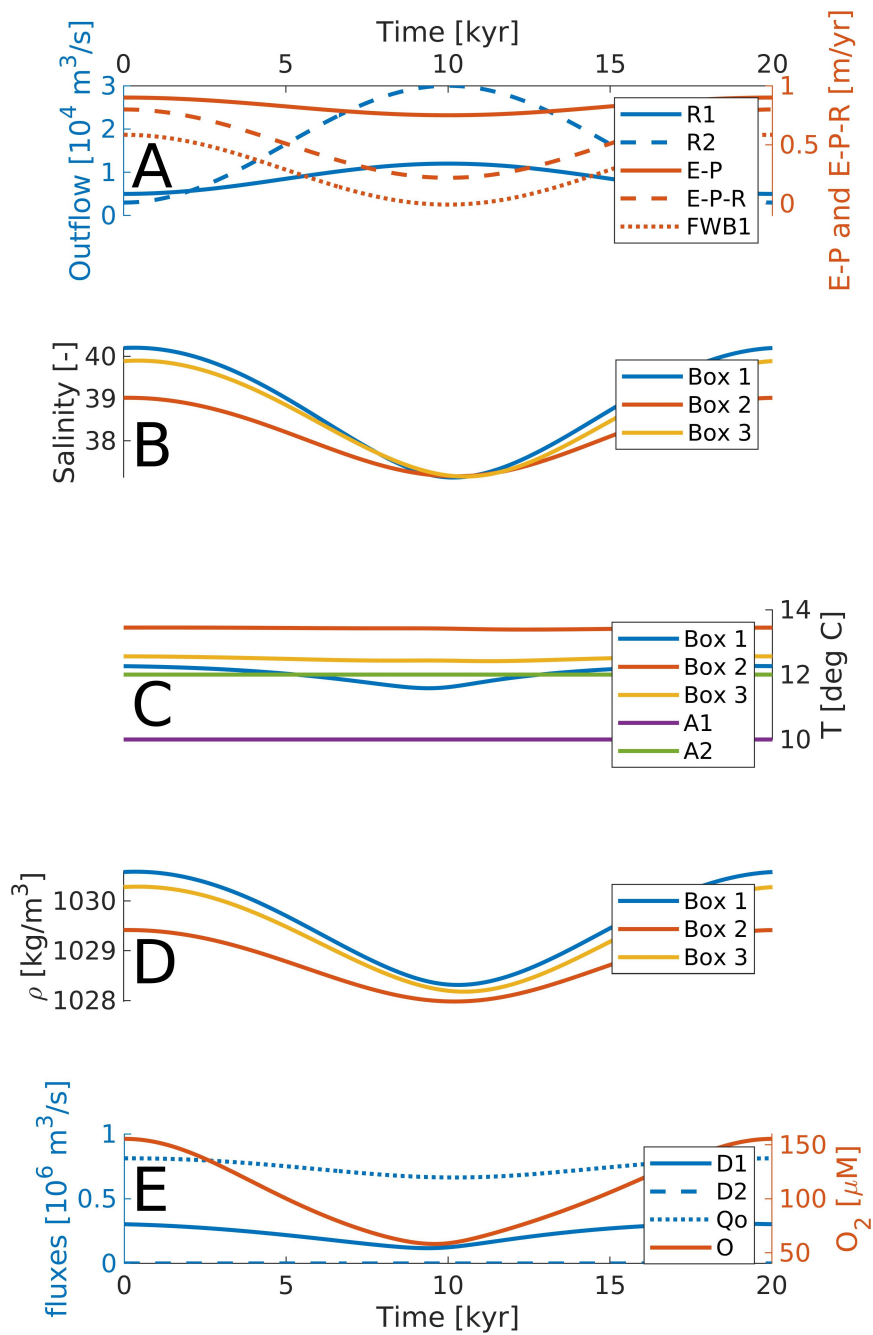 Time [kyr]
0 5 10 15 20
Outflow [10⁴ m³/s]
3
2
1
0
A
R1
R2
E-P
E-P-R
FWB1
1
0.5
0
E-P and E-P-R [m/yr]
Salinity [-]
40
39
38
B
Box 1
Box 2
Box 3
C
Box 1
Box 2
Box 3
A1
A2
14
12
10
T [deg C]
ρ [kg/m³]
1030
1029
1028
D
Box 1
Box 2
Box 3
fluxes [10⁶ m³/s]
1
0.5
0
E
D1
D2
Qo
O
150
100
50
O₂ [μM]
0 5 10 15 20
Time [kyr]